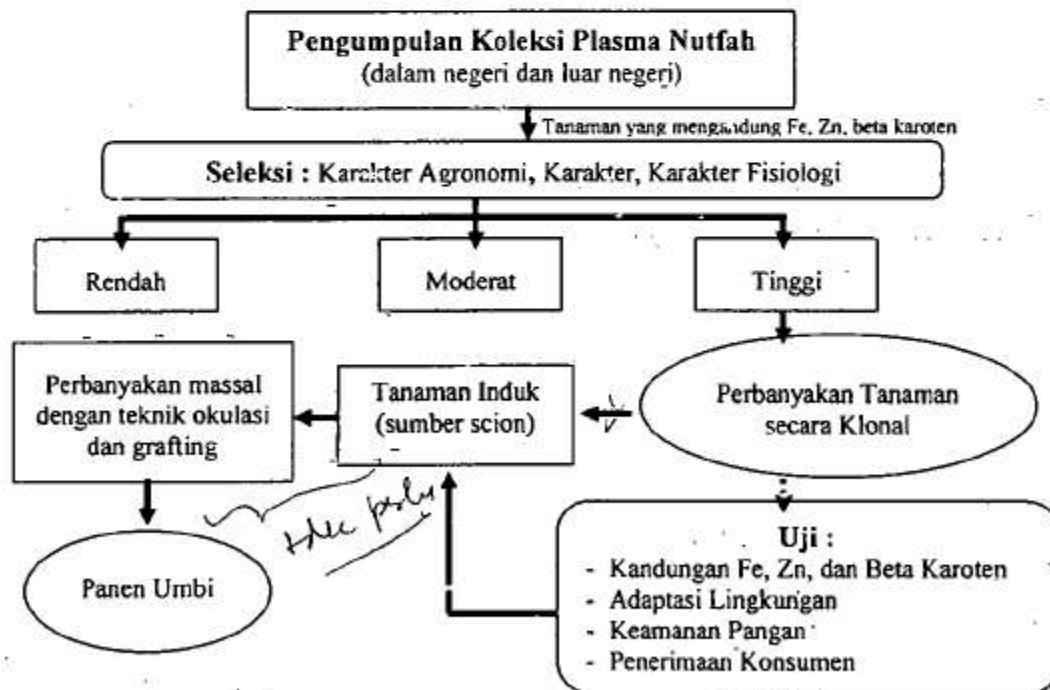 Pengumpulan Koleksi Plasma Nutfah
(dalam negeri dan luar negeri)
Tanaman yang mengandung Fe, Zn, beta karoten
Seleksi : Karakter Agronomi, Karakter, Karakter Fisiologi
Rendah
Moderat
Tinggi
Perbanyakan massal
dengan teknik okulasi
dan grafting
Tanaman Induk
(sumber scion)
Perbanyakan Tanaman
secara Klonal
Panen Umbi
Uji :
- Kandungan Fe, Zn, dan Beta Karoten
- Adaptasi Lingkungan
- Keamanan Pangan
- Penerimaan Konsumen